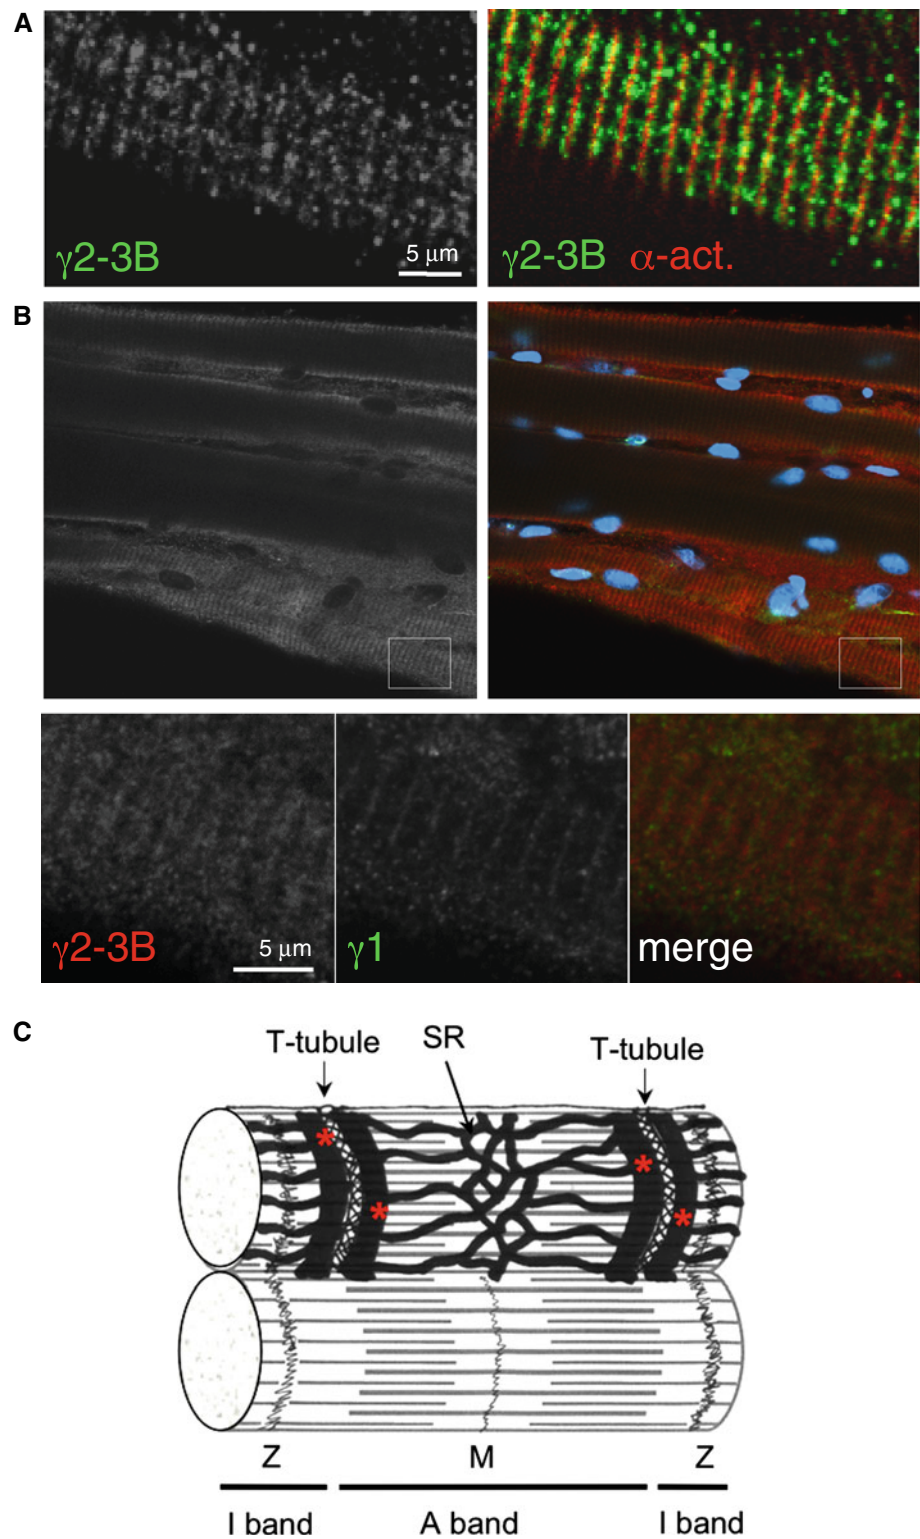 A
γ2-3B
5 μm
γ2-3B α-act.
B
γ2-3B
5 μm
γ1
merge
C
T-tubule
SR
T-tubule
*
*
*
*
Z
M
Z
I band
A band
I band